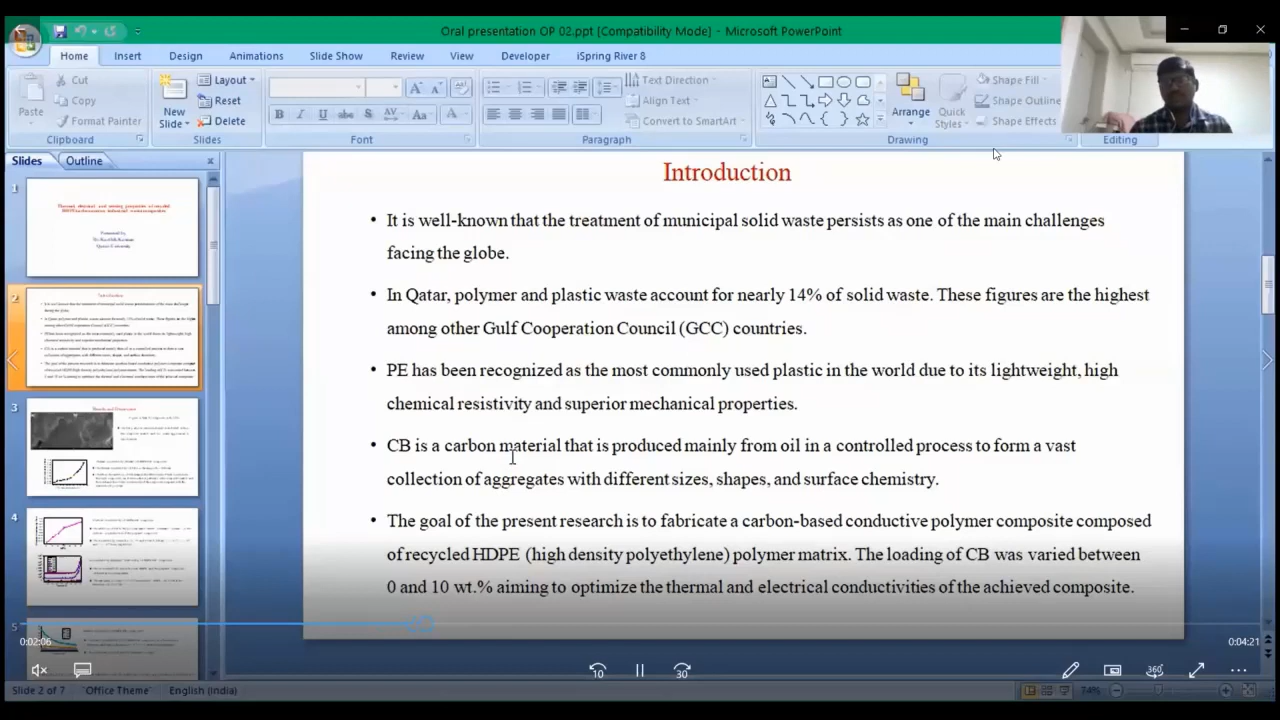 Oral presentation OP 02.ppt [Compatibility Mode] - Microsoft PowerPoint
Home Insert Design Animations Slide Show Review View Developer iSpring River 8
Paste
Cut
Copy
Format Painter
Clipboard
New Slide
Layout
Reset
Delete
Slides
Font
Text Direction
Align Text
Convert to SmartArt
Paragraph
Arrange
Quick Styles
Shape Fill
Shape Outline
Shape Effects
Drawing
Editing
Slides Outline
1
2
3
4
5
Introduction
• It is well-known that the treatment of municipal solid waste persists as one of the main challenges
facing the globe.
• In Qatar, polymer and plastic waste account for nearly 14% of solid waste. These figures are the highest
among other Gulf Corporation Council (GCC) countries.
• PE has been recognized as the most commonly used plastic in the world due to its lightweight, high
chemical resistivity and superior mechanical properties.
• CB is a carbon material that is produced mainly from oil in a controlled process to form a vast
collection of aggregates with different sizes, shapes, and surface chemistry.
• The goal of the present research is to fabricate a carbon-based conductive polymer composite composed
of recycled HDPE (high density polyethylene) polymer matrix. The loading of CB was varied between
0 and 10 wt.% aiming to optimize the thermal and electrical conductivities of the achieved composite.
0:02:06
0:04:21
10
30
360
Slide 2 of 7 "Office Theme" English (India)
74%